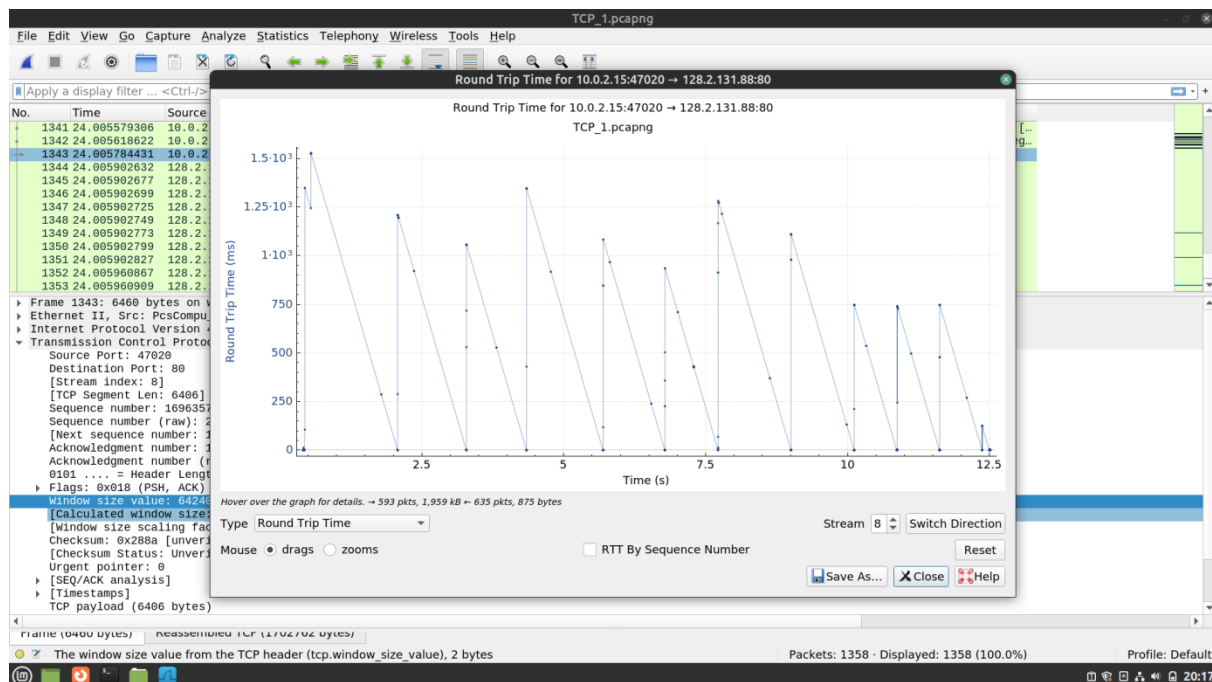 TCP_1.pcapng
File Edit View Go Capture Analyze Statistics Telephony Wireless Tools Help
Apply a display filter ... <Ctrl-/>
Round Trip Time for 10.0.2.15:47020 → 128.2.131.88:80
No. Time Source
1341 24.005579306 10.0.2
1342 24.005618622 10.0.2
1343 24.005784431 10.0.2
1344 24.005902632 128.2.
1345 24.005902677 128.2.
1346 24.005902699 128.2.
1347 24.005902725 128.2.
1348 24.005902749 128.2.
1349 24.005902773 128.2.
1350 24.005902799 128.2.
1351 24.005902827 128.2.
1352 24.005960867 128.2.
1353 24.005960909 128.2.
Frame 1343: 6460 bytes on
Ethernet II, Src: PcsCompu_
Internet Protocol Version
Transmission Control Protoc
Source Port: 47020
Destination Port: 80
[Stream index: 8]
[TCP Segment Len: 6406]
Sequence number: 1696357
Sequence number (raw): 2
[Next sequence number: 1
Acknowledgment number: 1
Acknowledgment number (r
0101 .... = Header Lengt
Flags: 0x018 (PSH, ACK)
Window size value: 64240
[Calculated window size:
[Window size scaling fac
Checksum: 0x288a [unveri
[Checksum Status: Unveri
Urgent pointer: 0
[SEQ/ACK analysis]
[Timestamps]
TCP payload (6406 bytes)
Round Trip Time for 10.0.2.15:47020 → 128.2.131.88:80
TCP_1.pcapng
Round Trip Time (ms)
1.5·10³
1.25·10³
1·10³
750
500
250
0
2.5 5 7.5 10 12.5
Time (s)
Hover over the graph for details. → 593 pkts, 1,959 kB ← 635 pkts, 875 bytes
Type Round Trip Time Stream 8 Switch Direction
Mouse drags zooms RTT By Sequence Number Reset
Save As... Close Help
Frame (6460 bytes) Reassembled TCP (1702762 bytes)
The window size value from the TCP header (tcp.window_size_value), 2 bytes Packets: 1358 · Displayed: 1358 (100.0%) Profile: Default
20:17